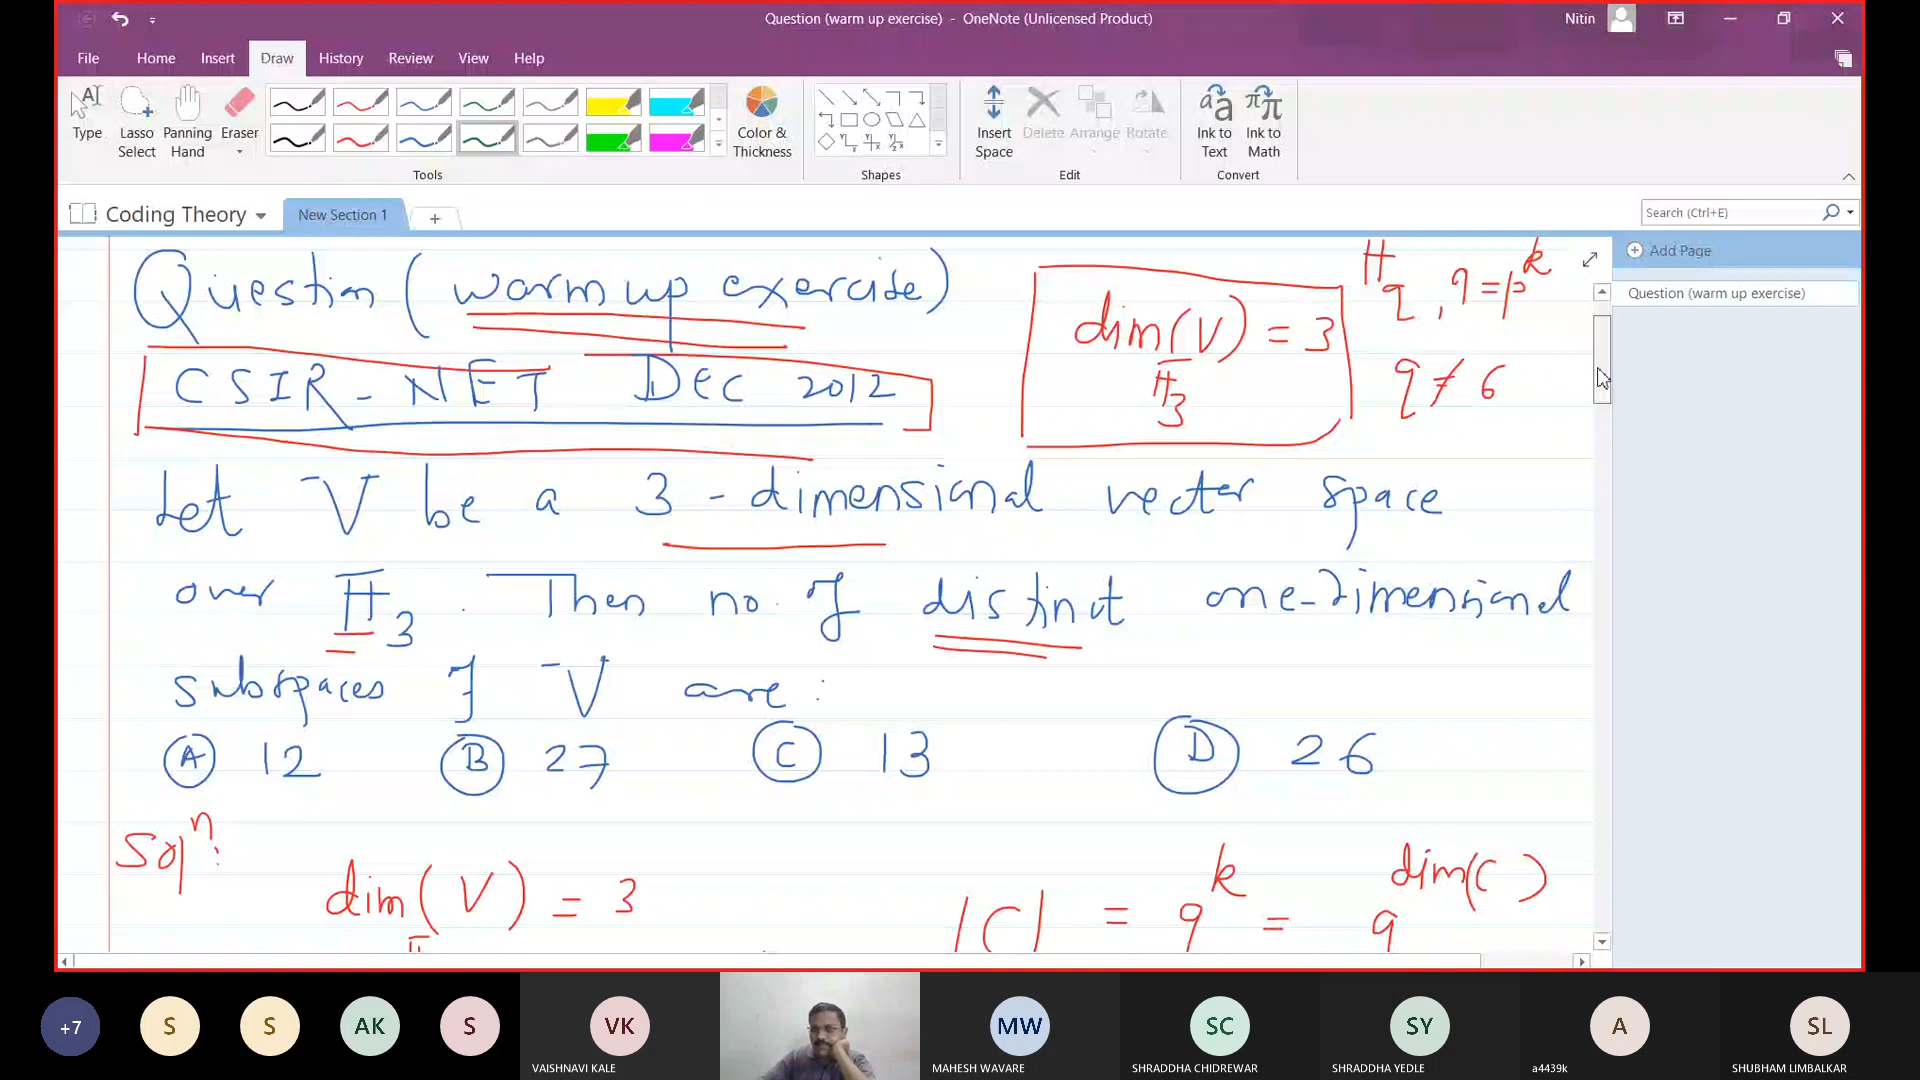 Question (warm up exercise) - OneNote (Unlicensed Product)
Nitin
File Home Insert Draw History Review View Help
Type
Lasso Select
Panning Hand
Eraser
Color & Thickness
Insert Space
Delete
Arrange
Rotate
Ink to Text
Ink to Math
Tools
Shapes
Edit
Convert
Coding Theory
New Section 1
Search (Ctrl+E)
Add Page
Question (warm up exercise)
Question (warm up exercise)
CSIR - NET DEC 2012
dim(V) = 3
F3
Fq, q = p^k
q ≠ 6
Let V be a 3-dimensional vector space
over F3. Then no. of distinct one-dimensional
subspaces of V are:
A 12 B 27 C 13 D 26
Sol^n:
dim(V) = 3
|C| = q^k = q^dim(C)
+7
S
S
AK
S
VK
MW
SC
SY
A
SL
VAISHNAVI KALE
MAHESH WAVARE
SHRADDHA CHIDREWAR
SHRADDHA YEDLE
a4439k
SHUBHAM LIMBALKAR